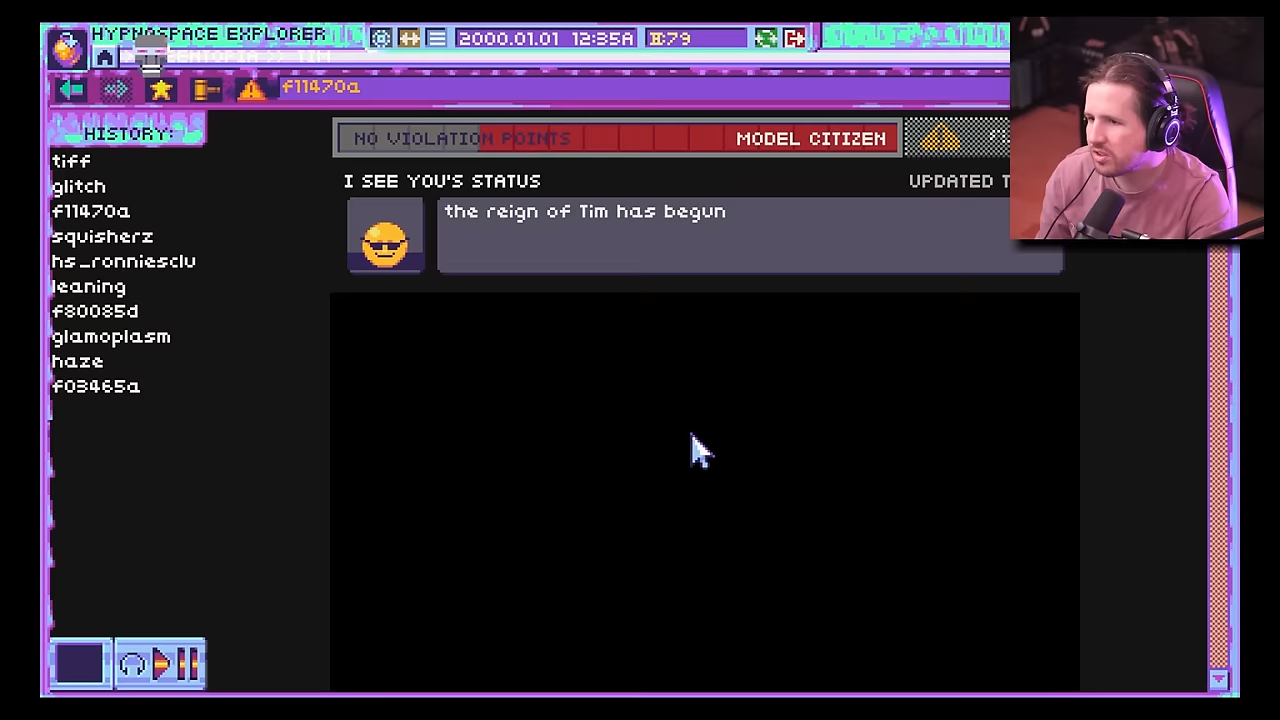 HYPNOSPACE EXPLORER
2000.01.01 12:35A
79
f11470a
HISTORY:
tiff
glitch
f11470a
squisherz
hs_ronniesclu
leaning
f80085d
glamoplasm
haze
f03465a
NO VIOLATION POINTS
MODEL CITIZEN
I SEE YOU'S STATUS
UPDATED T
the reign of Tim has begun